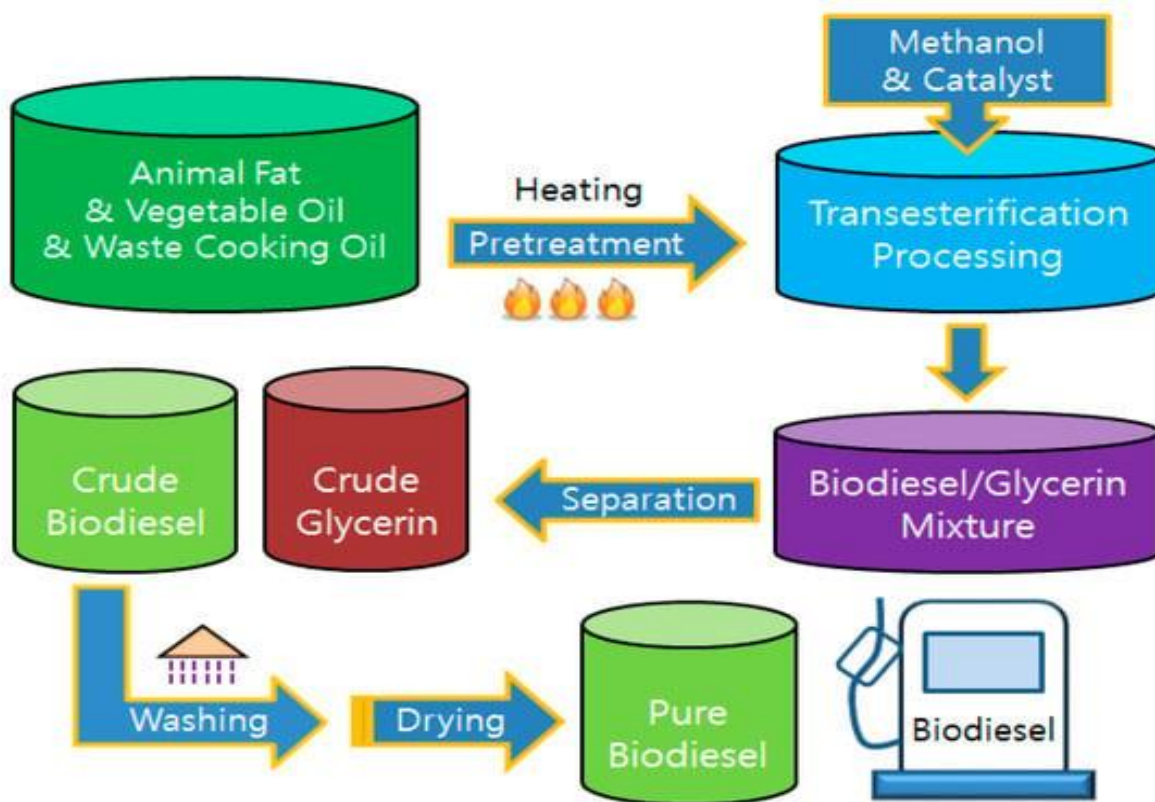 Methanol
& Catalyst
Animal Fat
& Vegetable Oil
& Waste Cooking Oil
Heating
Pretreatment
Transesterification
Processing
Crude
Biodiesel
Crude
Glycerin
Separation
Biodiesel/Glycerin
Mixture
Washing
Drying
Pure
Biodiesel
Biodiesel